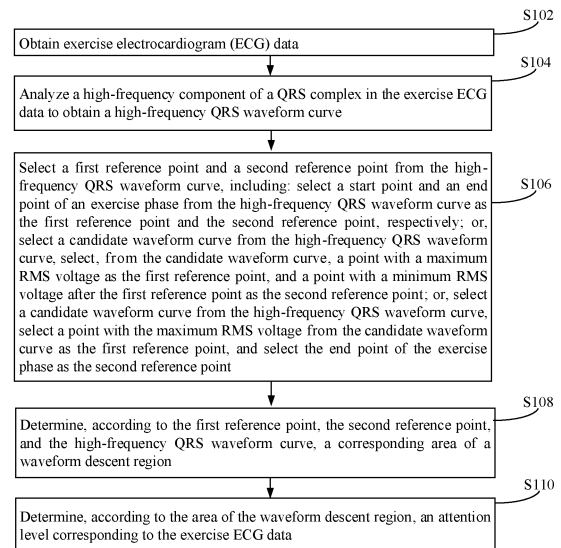 S102
Obtain exercise electrocardiogram (ECG) data
S104
Analyze a high-frequency component of a QRS complex in the exercise ECG
data to obtain a high-frequency QRS waveform curve
S106
Select a first reference point and a second reference point from the high-
frequency QRS waveform curve, including: select a start point and an end
point of an exercise phase from the high-frequency QRS waveform curve as
the first reference point and the second reference point, respectively; or,
select a candidate waveform curve from the high-frequency QRS waveform
curve, select, from the candidate waveform curve, a point with a maximum
RMS voltage as the first reference point, and a point with a minimum RMS
voltage after the first reference point as the second reference point; or, select
a candidate waveform curve from the high-frequency QRS waveform curve,
select a point with the maximum RMS voltage from the candidate waveform
curve as the first reference point, and select the end point of the exercise
phase as the second reference point
S108
Determine, according to the first reference point, the second reference point,
and the high-frequency QRS waveform curve, a corresponding area of a
waveform descent region
S110
Determine, according to the area of the waveform descent region, an attention
level corresponding to the exercise ECG data